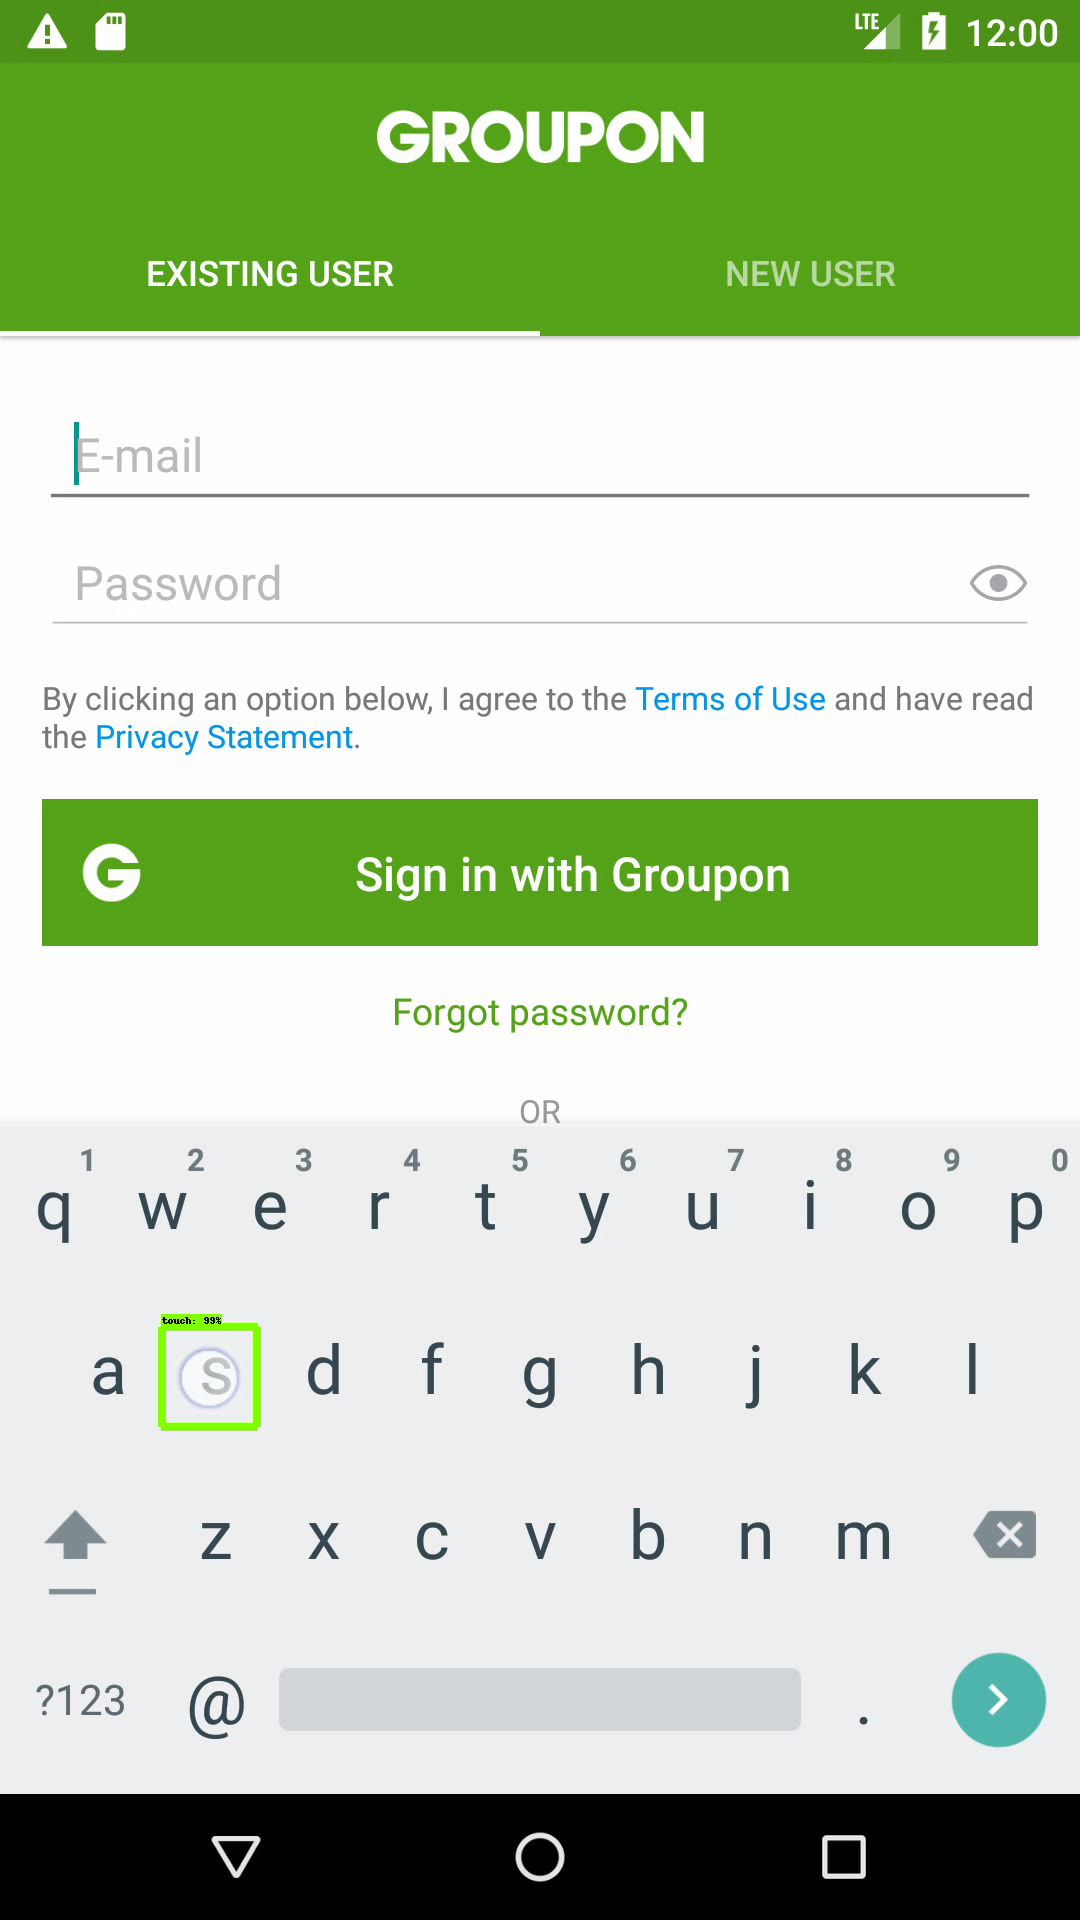 LTE 12:00
GROUPON
EXISTING USER NEW USER
E-mail
Password
By clicking an option below, I agree to the Terms of Use and have read
the Privacy Statement.
G Sign in with Groupon
Forgot password?
OR
1 2 3 4 5 6 7 8 9 0
q w e r t y u i o p
touch: 99%
a s d f g h j k l
z x c v b n m
?123 @ .